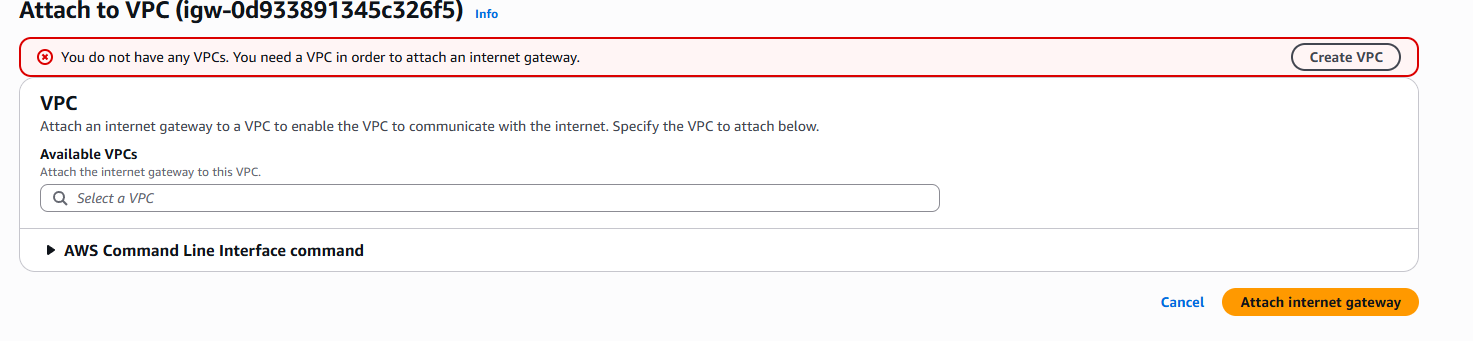 Attach to VPC (igw-0d933891345c326f5) Info
You do not have any VPCs. You need a VPC in order to attach an internet gateway. Create VPC
VPC
Attach an internet gateway to a VPC to enable the VPC to communicate with the internet. Specify the VPC to attach below.
Available VPCs
Attach the internet gateway to this VPC.
Select a VPC
AWS Command Line Interface command
Cancel Attach internet gateway